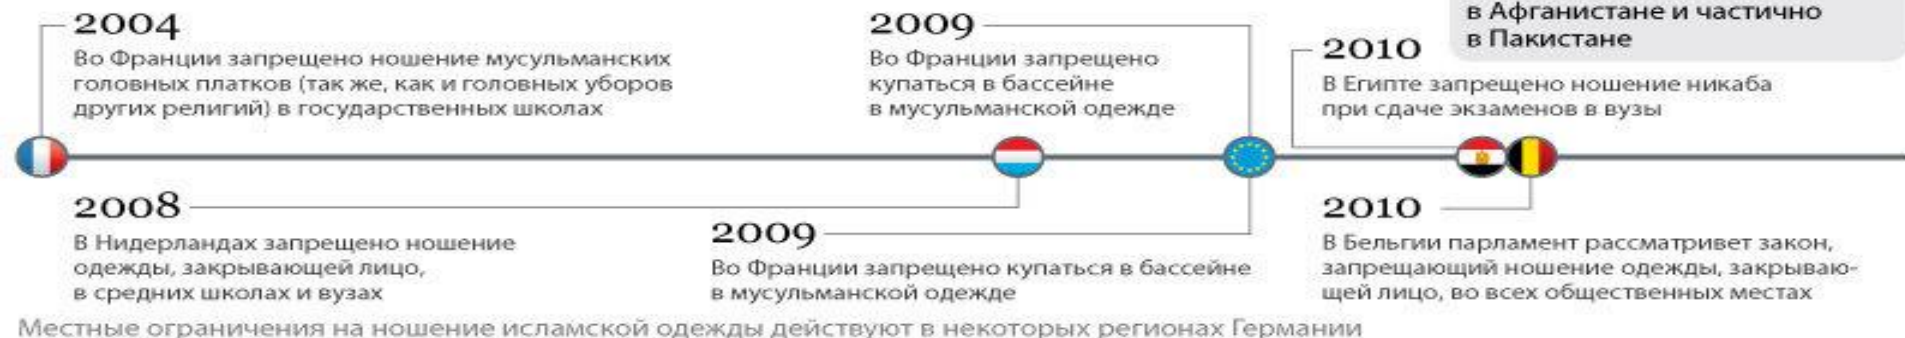 2004
Во Франции запрещено ношение мусульманских
головных платков (так же, как и головных уборов
других религий) в государственных школах
2009
Во Франции запрещено
купаться в бассейне
в мусульманской одежде
в Афганистане и частично
в Пакистане
2010
В Египте запрещено ношение никаба
при сдаче экзаменов в вузы
2008
В Нидерландах запрещено ношение
одежды, закрывающей лицо,
в средних школах и вузах
2009
Во Франции запрещено купаться в бассейне
в мусульманской одежде
2010
В Бельгии парламент рассматривет закон,
запрещающий ношение одежды, закрываю-
щей лицо, во всех общественных местах
Местные ограничения на ношение исламской одежды действуют в некоторых регионах Германии